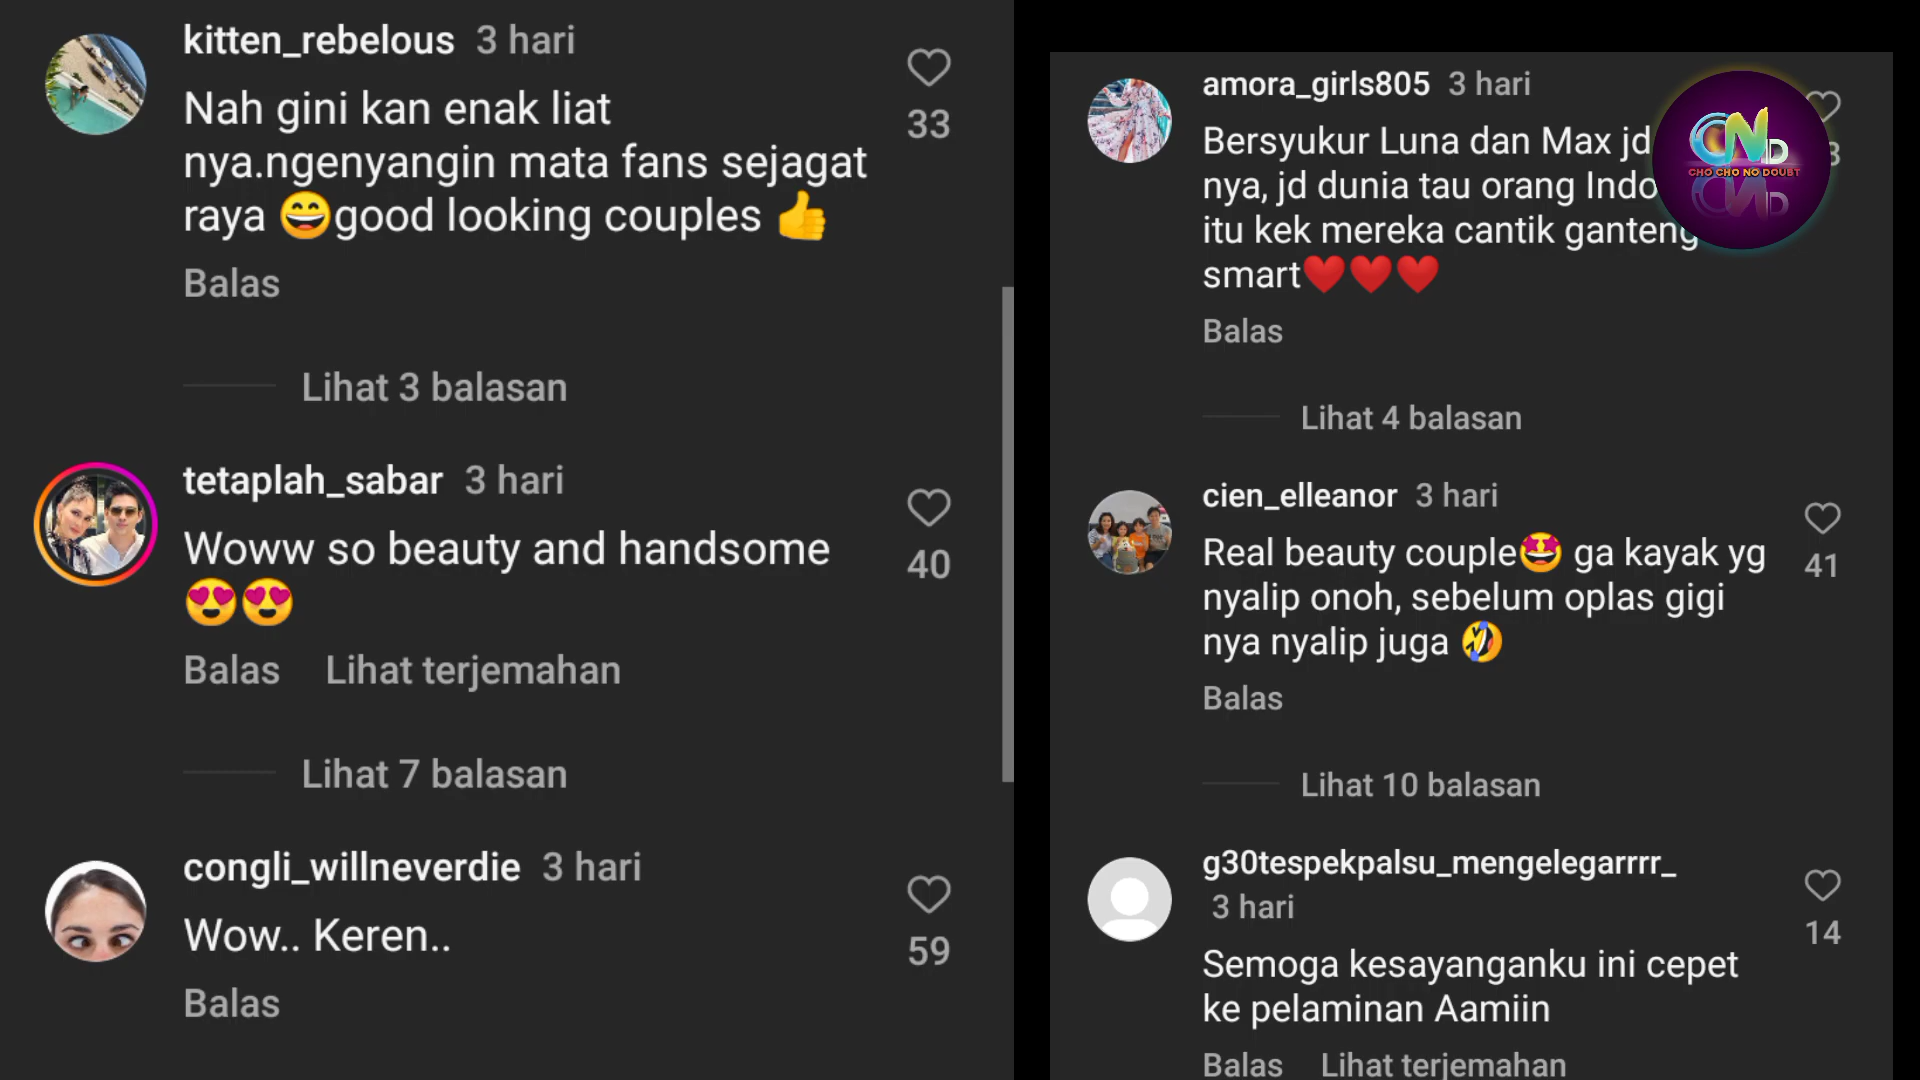 kitten_rebelous 3 hari
Nah gini kan enak liat
nya.ngenyangin mata fans sejagat
raya 😄good looking couples 👍
33
Balas
Lihat 3 balasan
tetaplah_sabar 3 hari
Woww so beauty and handsome
😍😍
40
Balas Lihat terjemahan
Lihat 7 balasan
congli_willneverdie 3 hari
Wow.. Keren..
59
Balas
amora_girls805 3 hari
Bersyukur Luna dan Max jd
nya, jd dunia tau orang Indo
itu kek mereka cantik ganteng
smart❤️❤️❤️
Balas
Lihat 4 balasan
CND
CHO CHO NO DOUBT
cien_elleanor 3 hari
Real beauty couple🤩 ga kayak yg
nyalip onoh, sebelum oplas gigi
nya nyalip juga 🤣
41
Balas
Lihat 10 balasan
g30tespekpalsu_mengelegarrrr_
3 hari
Semoga kesayanganku ini cepet
ke pelaminan Aamiin
14
Balas Lihat terjemahan